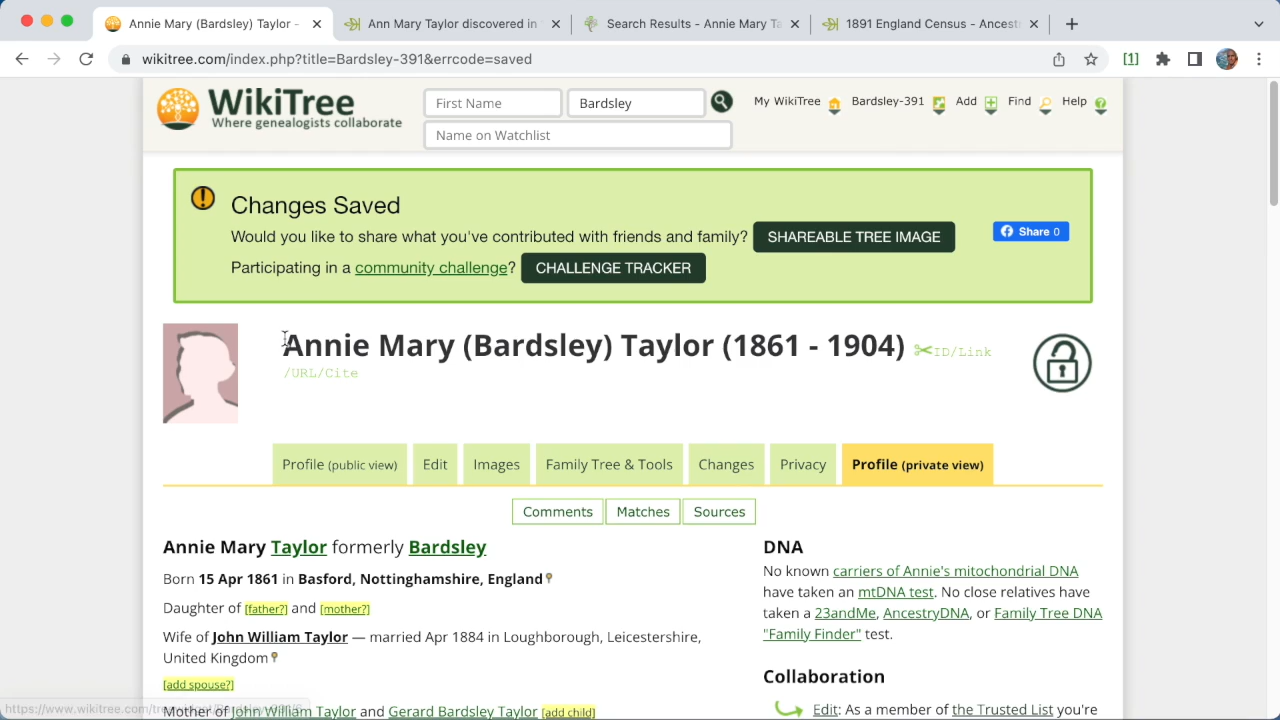 Annie Mary (Bardsley) Taylor -
Ann Mary Taylor discovered in
Search Results - Annie Mary Ta
1891 England Census - Ancest
wikitree.com/index.php?title=Bardsley-391&errcode=saved
[1]
WikiTree
Where genealogists collaborate
First Name
Bardsley
Name on Watchlist
My WikiTree
Bardsley-391
Add
Find
Help
Changes Saved
Would you like to share what you've contributed with friends and family? SHAREABLE TREE IMAGE
Share 0
Participating in a community challenge? CHALLENGE TRACKER
Annie Mary (Bardsley) Taylor (1861 - 1904) ID/Link
/URL/Cite
Profile (public view)
Edit
Images
Family Tree & Tools
Changes
Privacy
Profile (private view)
Comments
Matches
Sources
Annie Mary Taylor formerly Bardsley
Born 15 Apr 1861 in Basford, Nottinghamshire, England
Daughter of [father?] and [mother?]
Wife of John William Taylor — married Apr 1884 in Loughborough, Leicestershire,
United Kingdom
[add spouse?]
Mother of John William Taylor and Gerard Bardsley Taylor [add child]
DNA
No known carriers of Annie's mitochondrial DNA
have taken an mtDNA test. No close relatives have
taken a 23andMe, AncestryDNA, or Family Tree DNA
"Family Finder" test.
Collaboration
Edit: As a member of the Trusted List you're